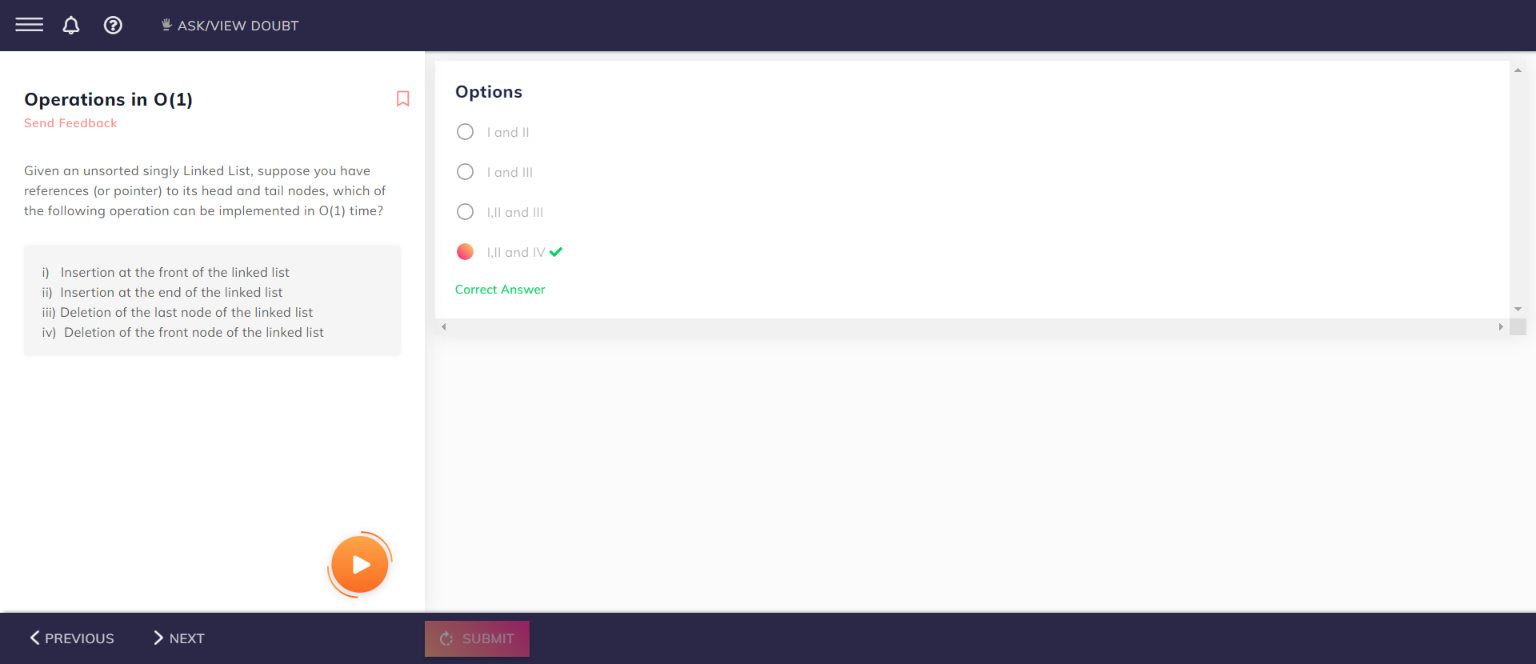 ASK/VIEW DOUBT
Operations in O(1)
Send Feedback
Given an unsorted singly Linked List, suppose you have
references (or pointer) to its head and tail nodes, which of
the following operation can be implemented in O(1) time?
i) Insertion at the front of the linked list
ii) Insertion at the end of the linked list
iii) Deletion of the last node of the linked list
iv) Deletion of the front node of the linked list
Options
I and II
I and III
I,II and III
I,II and IV
Correct Answer
PREVIOUS
NEXT
SUBMIT